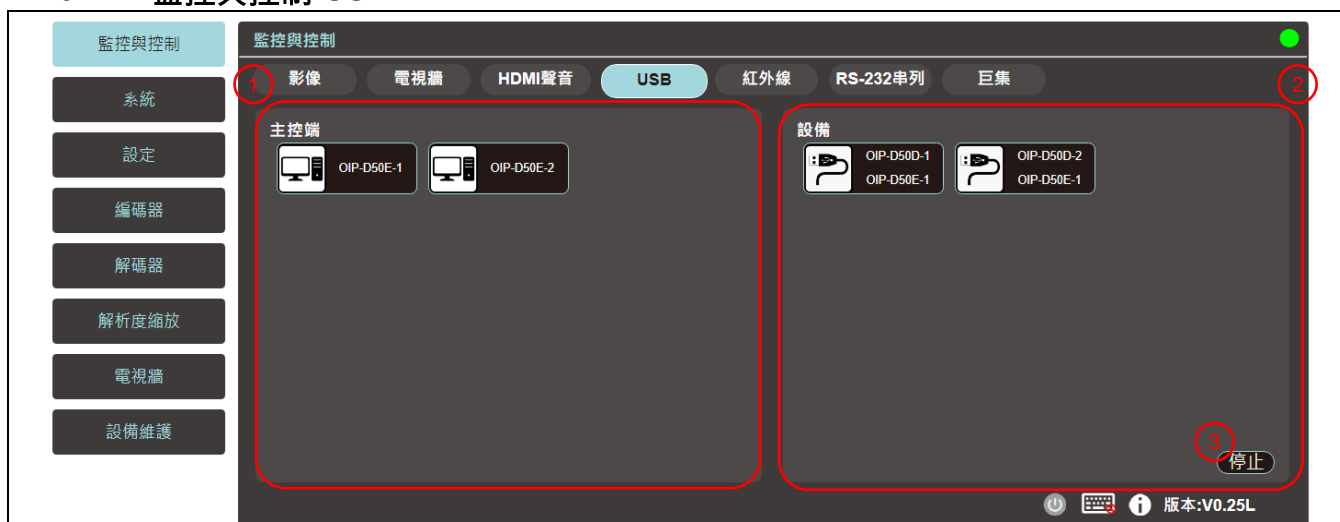 監控與控制
系統
設定
編碼器
解碼器
解析度縮放
電視牆
設備維護
監控與控制
影像 電視牆 HDMI聲音 USB 紅外線 RS-232串列 巨集
1
2
主控端
OIP-D50E-1
OIP-D50E-2
設備
OIP-D50D-1
OIP-D50E-1
OIP-D50D-2
OIP-D50E-1
3
停止
版本:V0.25L